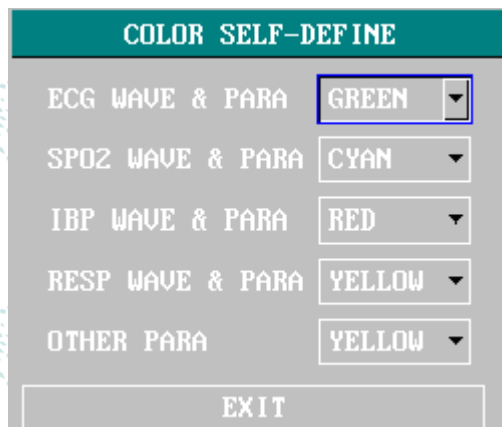 COLOR SELF-DEFINE
ECG WAVE & PARA GREEN
SPO2 WAVE & PARA CYAN
IBP WAVE & PARA RED
RESP WAVE & PARA YELLOW
OTHER PARA YELLOW
EXIT